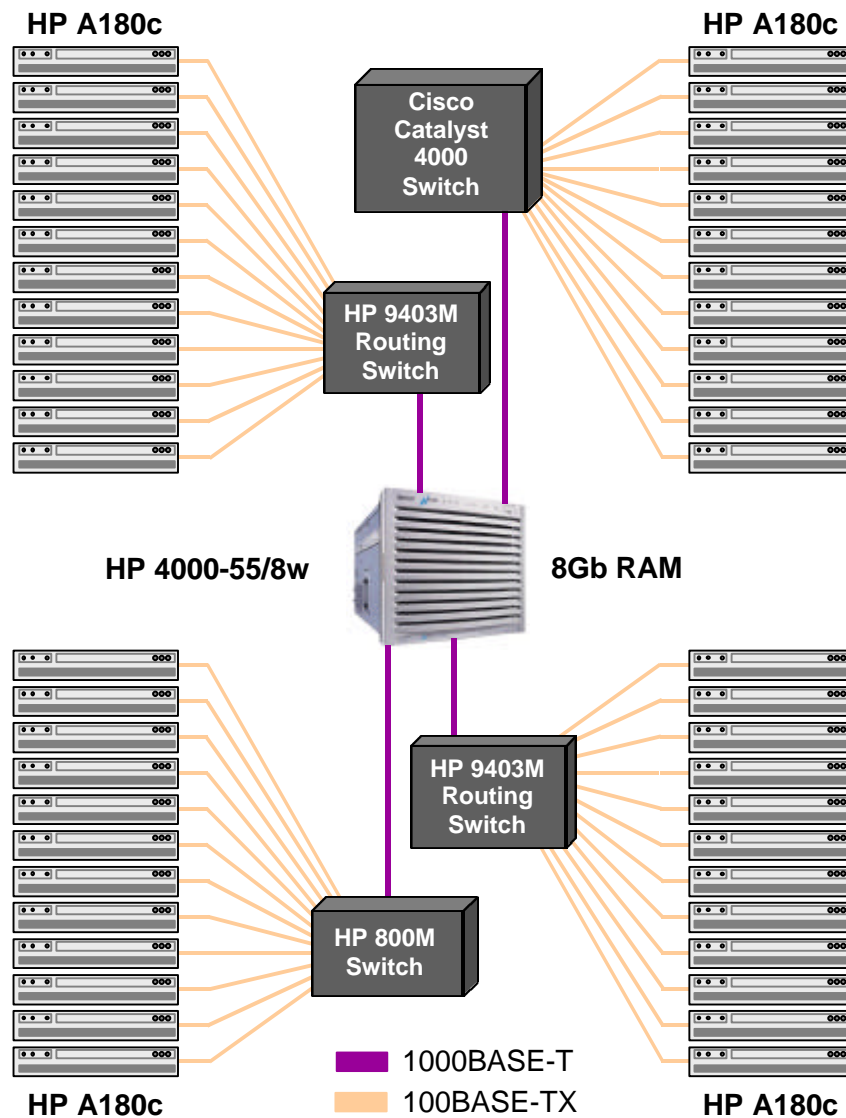 HP A180c
HP A180c
Cisco
Catalyst
4000
Switch
HP 9403M
Routing
Switch
HP 4000-55/8w
8Gb RAM
HP 9403M
Routing
Switch
HP 800M
Switch
1000BASE-T
100BASE-TX
HP A180c
HP A180c